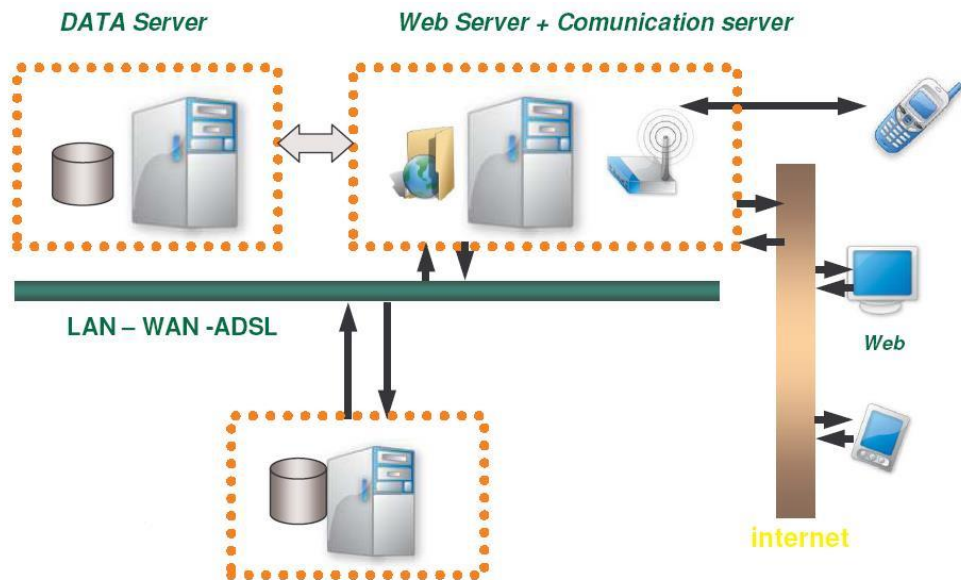 DATA Server
Web Server + Comunication server
LAN – WAN -ADSL
Web
internet